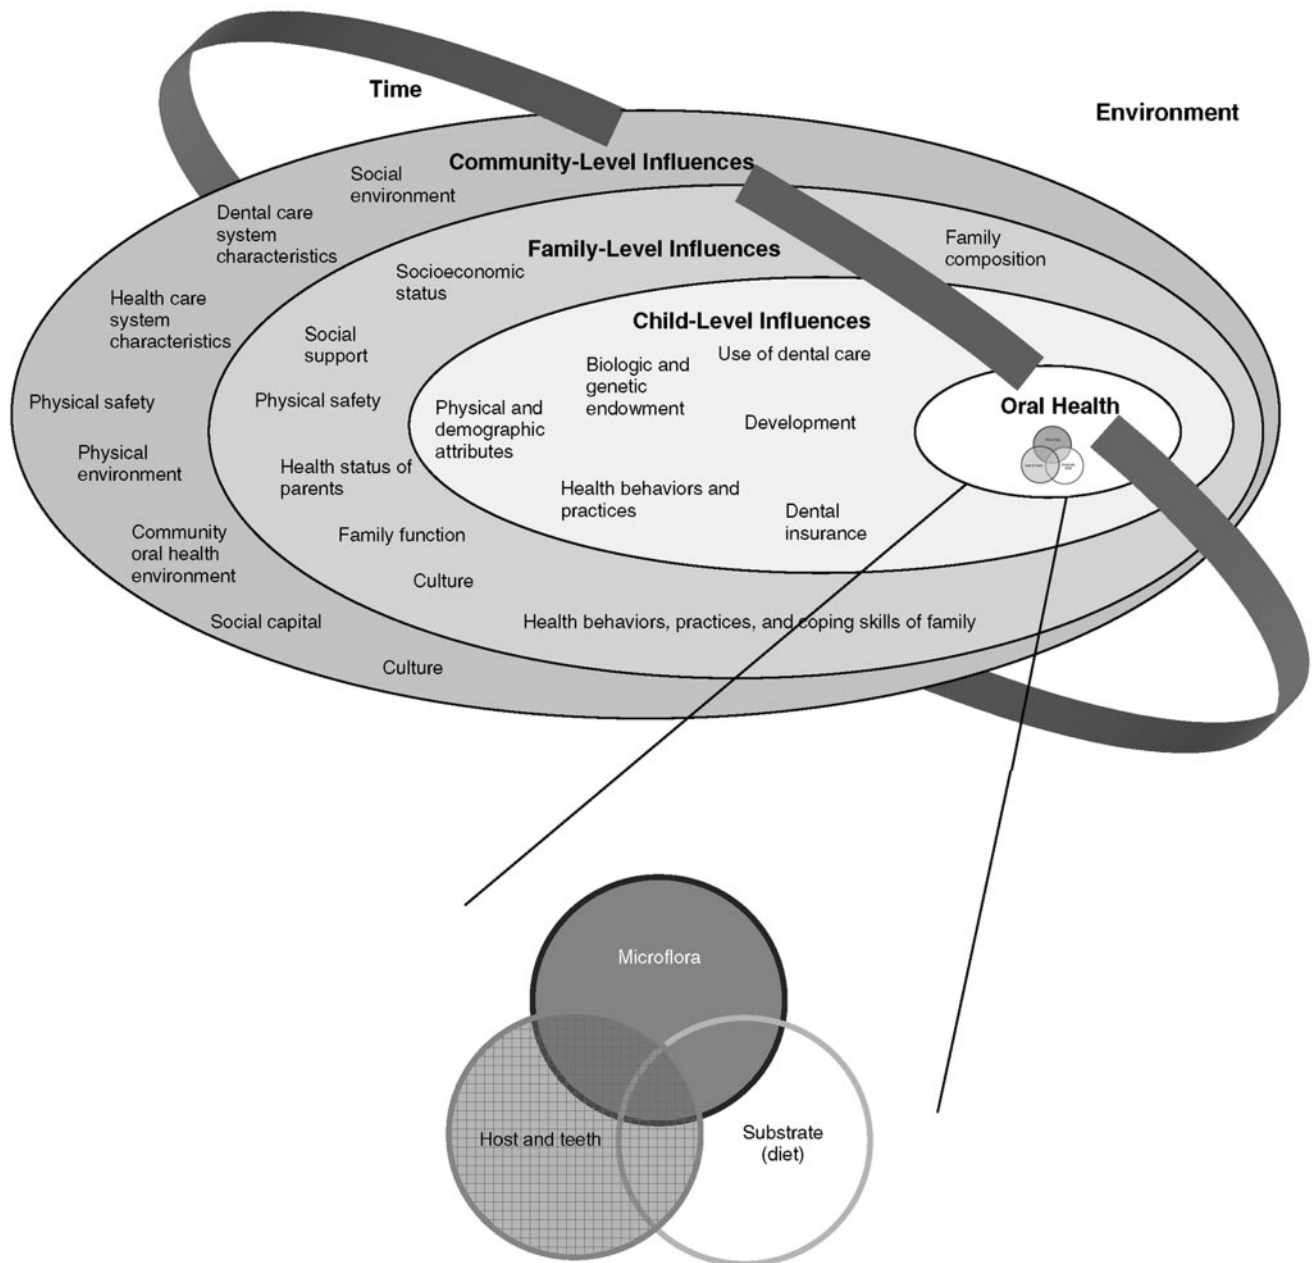 Time
Environment
Community-Level Influences
Social
environment
Dental care
system
characteristics
Health care
system
characteristics
Physical safety
Physical
environment
Community
oral health
environment
Social capital
Culture
Family-Level Influences
Family
composition
Socioeconomic
status
Social
support
Physical safety
Health status of
parents
Family function
Culture
Health behaviors, practices, and coping skills of family
Child-Level Influences
Use of dental care
Biologic and
genetic
endowment
Physical and
demographic
attributes
Development
Health behaviors and
practices
Dental
insurance
Oral Health
Microflora
Host and teeth
Substrate
(diet)